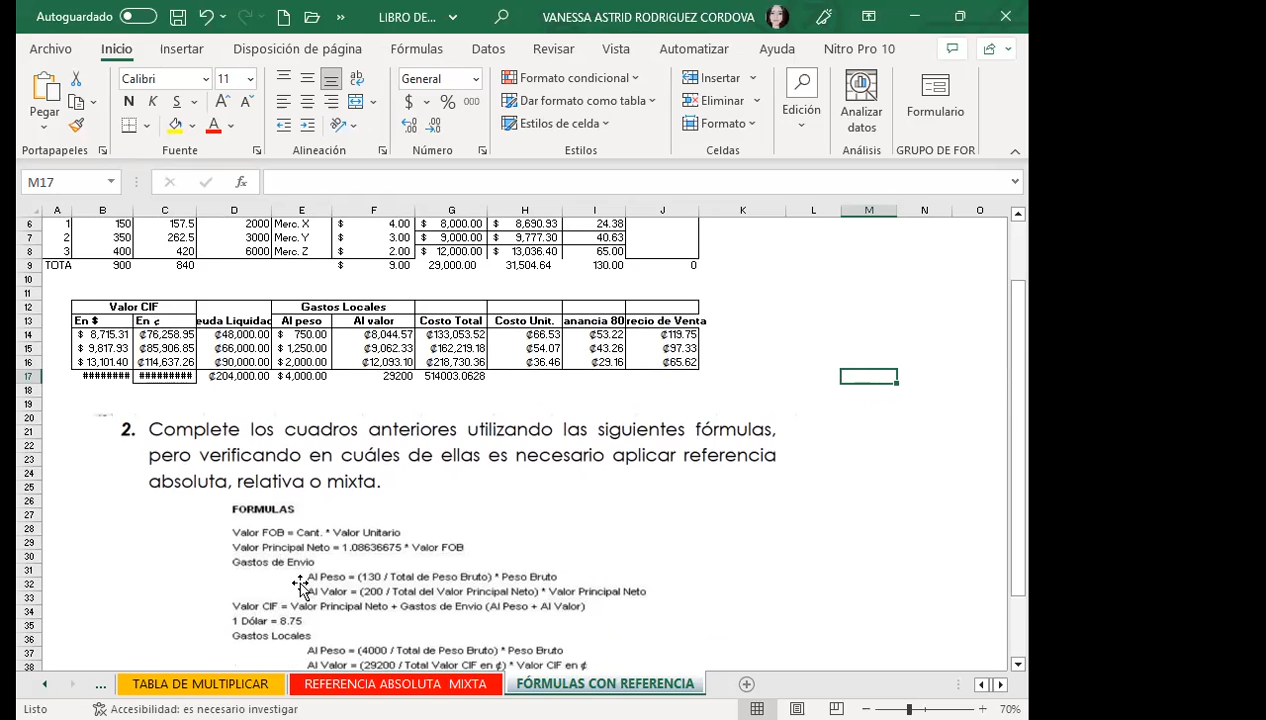 Autoguardado LIBRO DE... VANESSA ASTRID RODRIGUEZ CORDOVA
Archivo Inicio Insertar Disposición de página Fórmulas Datos Revisar Vista Automatizar Ayuda Nitro Pro 10
Pegar Calibri 11 General Formato condicional Insertar
N K S $ % 000 Dar formato como tabla Eliminar Edición Analizar datos Formulario
Estilos de celda Formato
Portapapeles Fuente Alineación Número Estilos Celdas Análisis GRUPO DE FOR
M17 fx
A B C D E F G H I J K L M N O
6 1 150 157.5 2000 Merc. X $ 4.00 $ 8,000.00 $ 8,690.93 24.38
7 2 350 262.5 3000 Merc. Y $ 3.00 $ 9,000.00 $ 9,777.30 40.63
8 3 400 420 6000 Merc. Z $ 2.00 $ 12,000.00 $ 13,036.40 65.00
9 TOTA 900 840 $ 9.00 29,000.00 31,504.64 130.00 0
10
11
12 Valor CIF Gastos Locales
13 En $ En ¢ euda Liquidac Al peso Al valor Costo Total Costo Unit. anancia 80 recio de Venta
14 $ 8,715.31 ₡76,258.95 ₡48,000.00 $ 750.00 ₡8,044.57 ₡133,053.52 ₡66.53 ₡53.22 ₡119.75
15 $ 9,817.93 ₡85,906.85 ₡66,000.00 $ 1,250.00 ₡9,062.33 ₡162,219.18 ₡54.07 ₡43.26 ₡97.33
16 $ 13,101.40 ₡114,637.26 ₡90,000.00 $ 2,000.00 ₡12,093.10 ₡218,730.36 ₡36.46 ₡29.16 ₡65.62
17 ######## ######### ₡204,000.00 $ 4,000.00 29200 514003.0628
18
19
20
21
22
23
24
25
26
27
28
29
30
31
32
33
34
35
36
37
38
2. Complete los cuadros anteriores utilizando las siguientes fórmulas,
pero verificando en cuáles de ellas es necesario aplicar referencia
absoluta, relativa o mixta.
FORMULAS
Valor FOB = Cant. * Valor Unitario
Valor Principal Neto = 1.08636675 * Valor FOB
Gastos de Envio
Al Peso = (130 / Total de Peso Bruto) * Peso Bruto
Al Valor = (200 / Total del Valor Principal Neto) * Valor Principal Neto
Valor CIF = Valor Principal Neto + Gastos de Envio (Al Peso + Al Valor)
1 Dólar = 8.75
Gastos Locales
Al Peso = (4000 / Total de Peso Bruto) * Peso Bruto
Al Valor = (29200 / Total Valor CIF en ¢) * Valor CIF en ¢
... TABLA DE MULTIPLICAR REFERENCIA ABSOLUTA MIXTA FÓRMULAS CON REFERENCIA
Listo Accesibilidad: es necesario investigar 70%